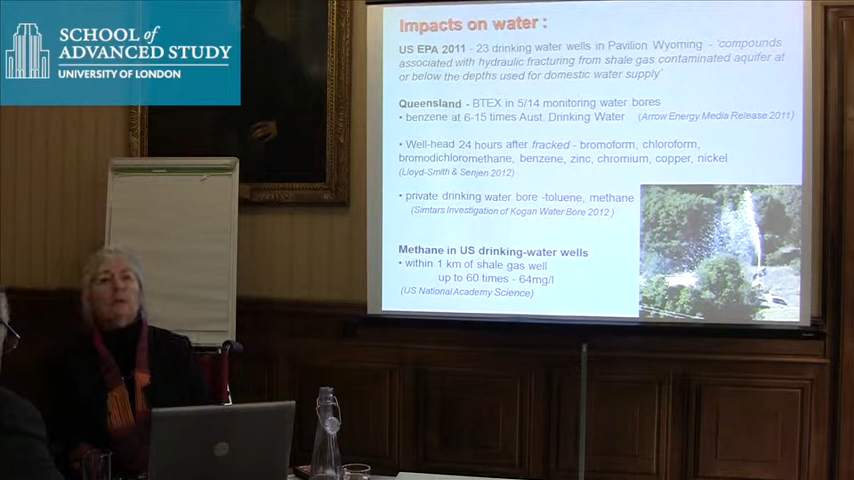 SCHOOL of
ADVANCED STUDY
UNIVERSITY OF LONDON
Impacts on water :
US EPA 2011 - 23 drinking water wells in Pavilion Wyoming - 'compounds
associated with hydraulic fracturing from shale gas contaminated aquifer at
or below the depths used for domestic water supply'
Queensland - BTEX in 5/14 monitoring water bores
• benzene at 6-15 times Aust. Drinking Water (Arrow Energy Media Release 2011)
• Well-head 24 hours after fracked - bromoform, chloroform,
bromodichloromethane, benzene, zinc, chromium, copper, nickel
(Lloyd-Smith & Senjen 2012)
• private drinking water bore -toluene, methane
(Simtars Investigation of Kogan Water Bore 2012 )
Methane in US drinking-water wells
• within 1 km of shale gas well
up to 60 times - 64mg/l
(US National Academy Science)